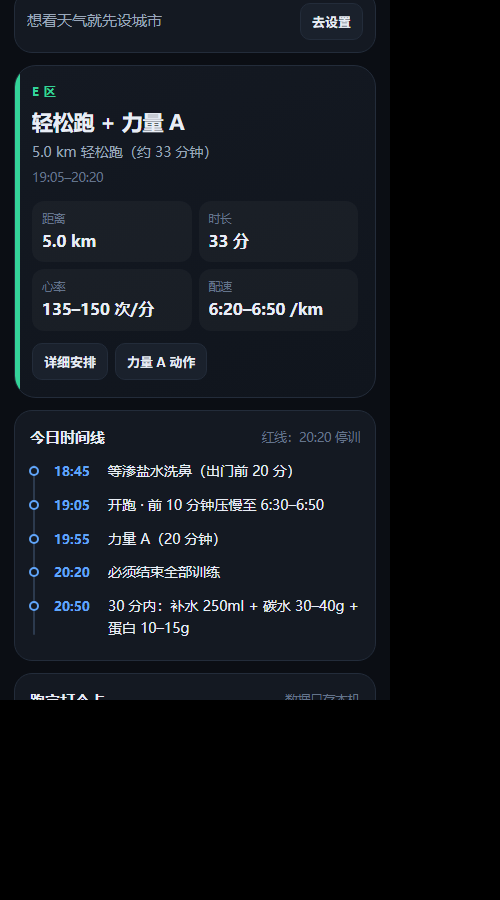 想看天气就先设城市
去设置
E 区
轻松跑 + 力量 A
5.0 km 轻松跑（约 33 分钟）
19:05–20:20
距离
时长
5.0 km
33 分
心率
配速
135–150 次/分
6:20–6:50 /km
详细安排
力量 A 动作
今日时间线
红线：20:20 停训
18:45 等渗盐水洗鼻（出门前 20 分）
19:05 开跑 · 前 10 分钟压慢至 6:30–6:50
19:55 力量 A（20 分钟）
20:20 必须结束全部训练
20:50 30 分内：补水 250ml + 碳水 30–40g +
蛋白 10–15g